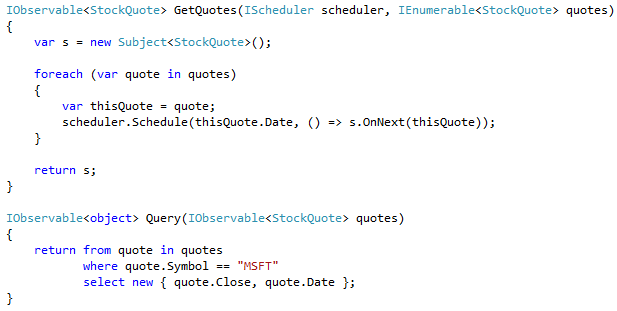 IObservable<StockQuote> GetQuotes(IScheduler scheduler, IEnumerable<StockQuote> quotes)
{
    var s = new Subject<StockQuote>();

    foreach (var quote in quotes)
    {
        var thisQuote = quote;
        scheduler.Schedule(thisQuote.Date, () => s.OnNext(thisQuote));
    }

    return s;
}

IObservable<object> Query(IObservable<StockQuote> quotes)
{
    return from quote in quotes
           where quote.Symbol == "MSFT"
           select new { quote.Close, quote.Date };
}